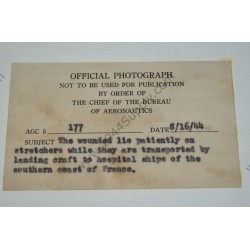 OFFICIAL PHOTOGRAPH
NOT TO BE USED FOR PUBLICATION
BY ORDER OF
THE CHIEF OF THE BUREAU
OF AERONAUTICS
AGC 5 177 DATE 8/16/44
SUBJECT The wounded lie patiently on
stretchers while they are transported by
landing craft to hospital ships of the
southern coast of France.